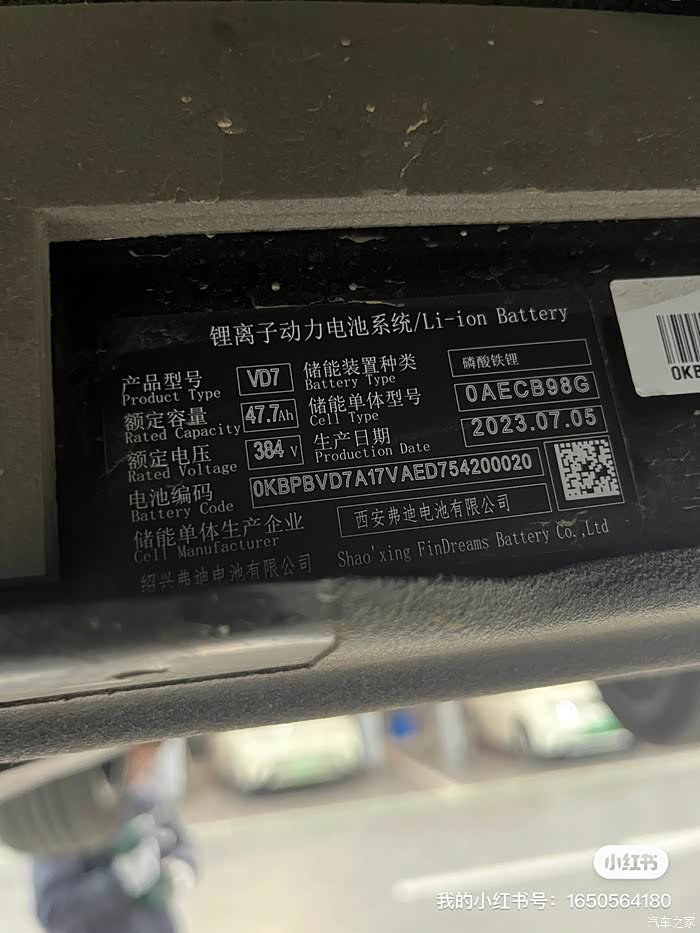 锂离子动力电池系统/Li-ion Battery
产品型号 VD7 储能装置种类 磷酸铁锂
Product Type Battery Type
额定容量 47.7Ah 储能单体型号 0AECB98G
Rated Capacity Cell Type
额定电压 384 V 生产日期 2023.07.05
Rated Voltage Production Date
电池编码 0KBPBVD7A17VAED754200020
Battery Code
储能单体生产企业 西安弗迪电池有限公司
Cell Manufacturer
绍兴弗迪电池有限公司 Shao'xing FinDreams Battery Co.,Ltd
0KB
小红书
我的小红书号：1650564180
汽车之家